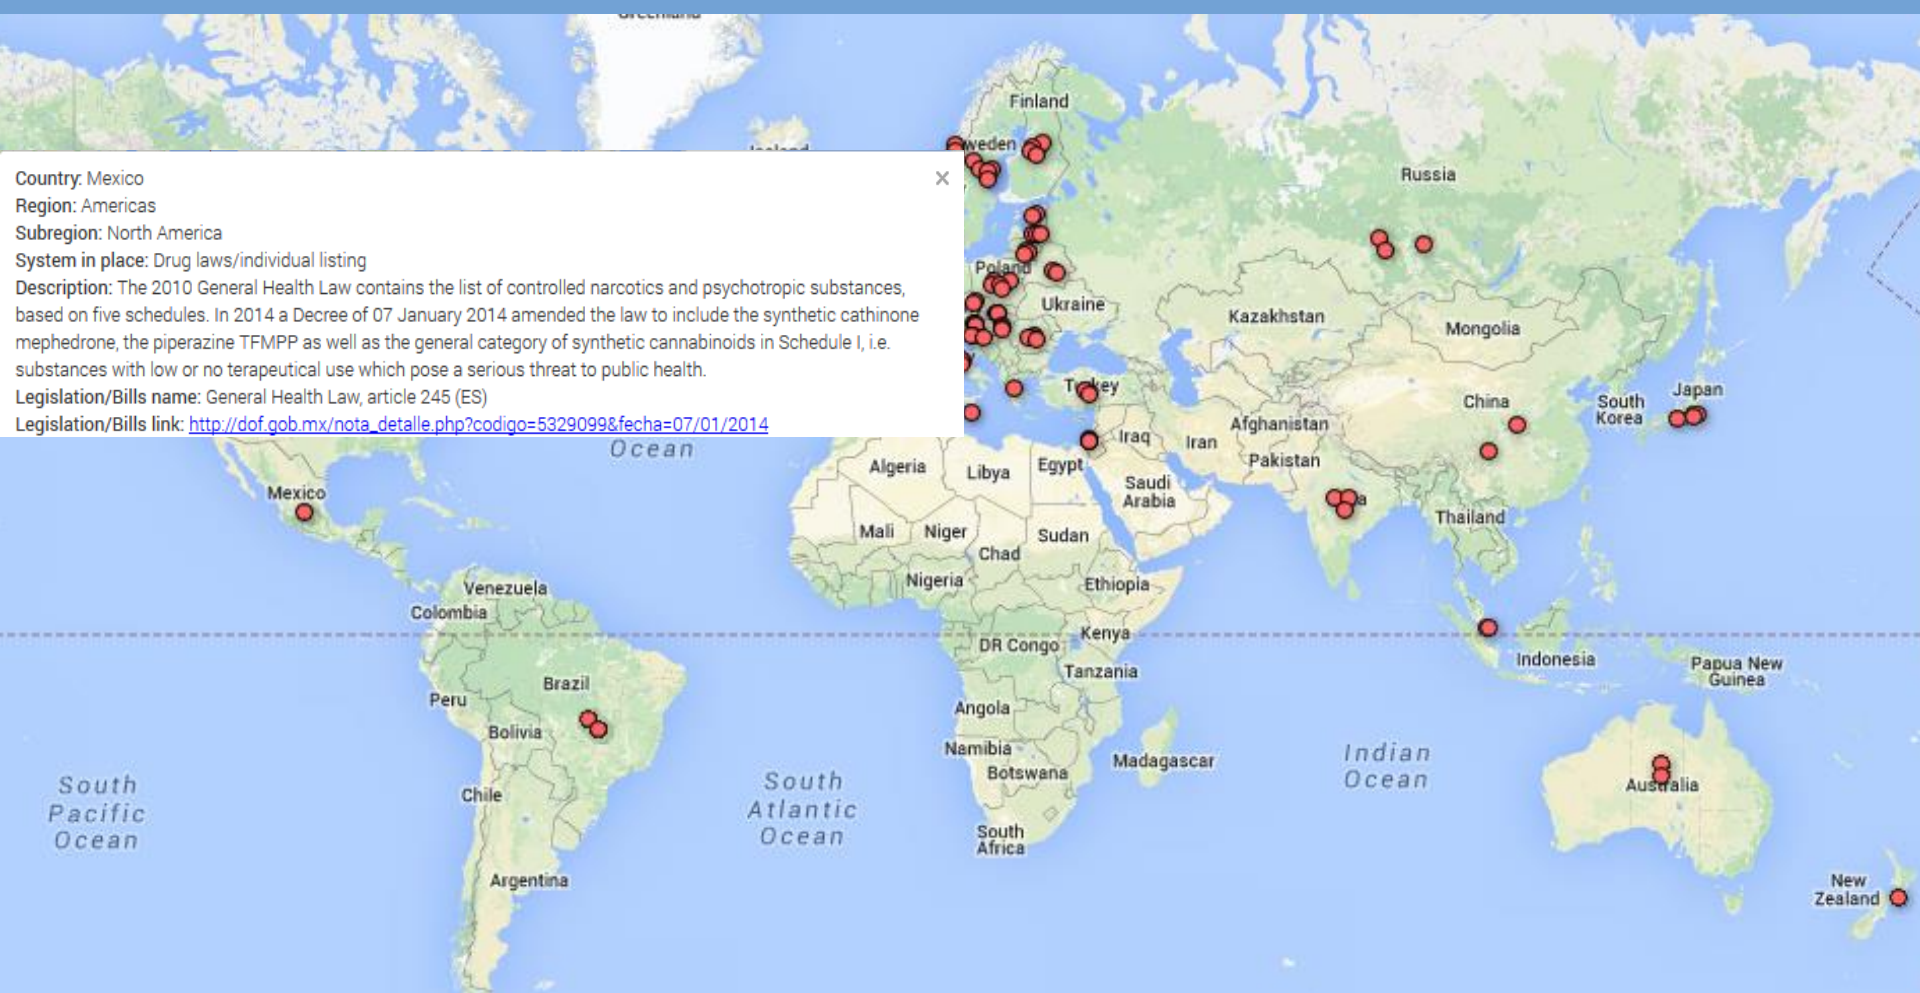 Country: Mexico
Region: Americas
Subregion: North America
System in place: Drug laws/individual listing
Description: The 2010 General Health Law contains the list of controlled narcotics and psychotropic substances,
based on five schedules. In 2014 a Decree of 07 January 2014 amended the law to include the synthetic cathinone
mephedrone, the piperazine TFMPP as well as the general category of synthetic cannabinoids in Schedule I, i.e.
substances with low or no terapeutical use which pose a serious threat to public health.
Legislation/Bills name: General Health Law, article 245 (ES)
Legislation/Bills link: http://dof.gob.mx/nota_detalle.php?codigo=5329099&fecha=07/01/2014
Finland
Russia
Poland
Ukraine
Kazakhstan
Mongolia
Japan
China
South
Korea
Afghanistan
Iraq
Iran
Pakistan
Ocean
Algeria
Libya
Egypt
Saudi
Arabia
Mexico
Mali
Niger
Sudan
Chad
Thailand
Nigeria
Ethiopia
Venezuela
Colombia
Kenya
DR Congo
Tanzania
Indonesia
Papua New
Guinea
Brazil
Peru
Angola
Bolivia
Namibia
Botswana
Madagascar
Indian
Ocean
South
Pacific
Ocean
Chile
South
Atlantic
Ocean
Australia
South
Africa
Argentina
New
Zealand